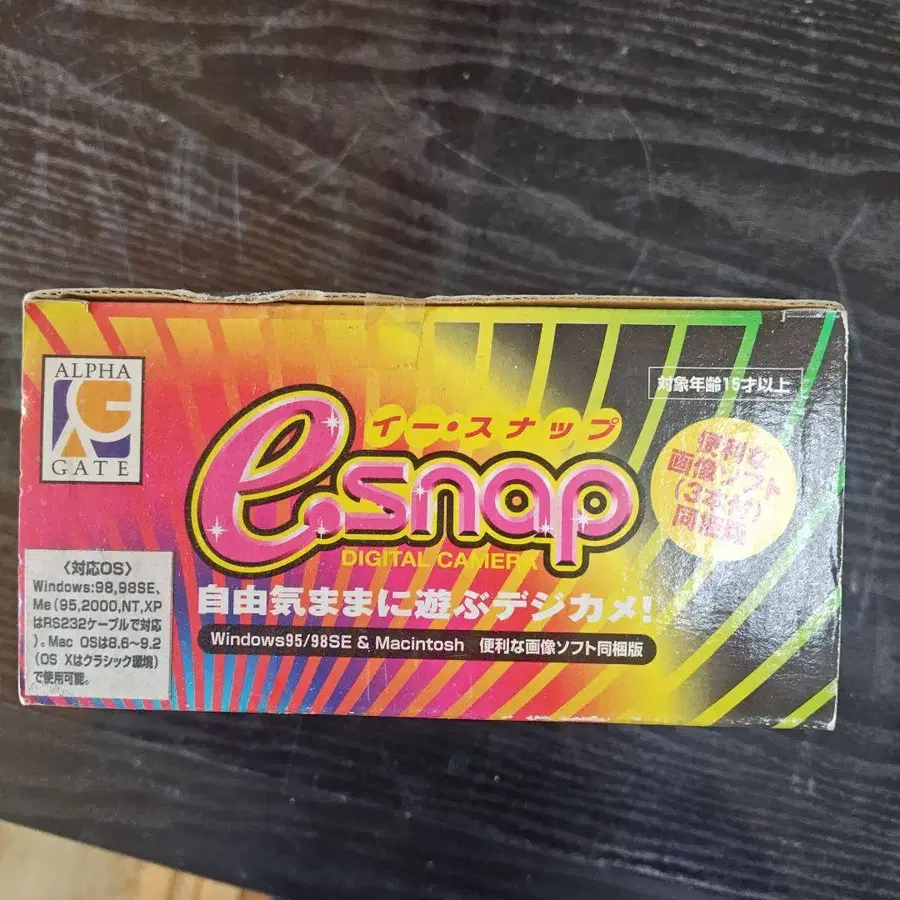 ALPHA
GATE
対象年齢15才以上
イー・スナップ
e.snap
DIGITAL CAMERA
便利な
画像ソフト
(3本入)
同梱版
自由気ままに遊ぶデジカメ!
Windows95/98SE & Macintosh 便利な画像ソフト同梱版
〈対応OS〉
Windows:98,98SE,
Me(95,2000,NT,XP
はRS232ケーブルで対応
)。Mac OSは8.6~9.2
(OS Xはクラシック環境)
で使用可能。